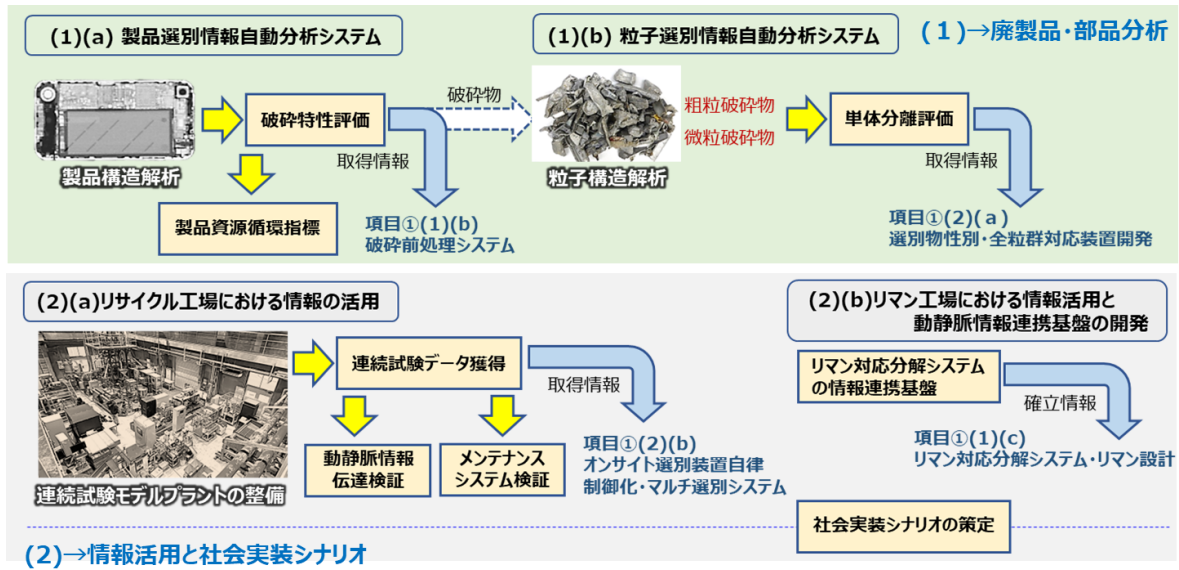 (1)(a) 製品選別情報自動分析システム
(1)(b) 粒子選別情報自動分析システム
(１)→廃製品・部品分析
破砕特性評価
破砕物
粗粒破砕物
微粒破砕物
単体分離評価
製品構造解析
取得情報
粒子構造解析
取得情報
製品資源循環指標
項目①(1)(b)
破砕前処理システム
項目①(2)(ａ)
選別物性別・全粒群対応装置開発
(2)(a)リサイクル工場における情報の活用
(2)(b)リマン工場における情報活用と
動静脈情報連携基盤の開発
連続試験データ獲得
取得情報
リマン対応分解システム
の情報連携基盤
確立情報
動静脈情報
伝達検証
メンテナンス
システム検証
項目①(2)(b)
オンサイト選別装置自律
制御化・マルチ選別システム
項目①(1)(c)
リマン対応分解システム・リマン設計
連続試験モデルプラントの整備
社会実装シナリオの策定
(2)→情報活用と社会実装シナリオ